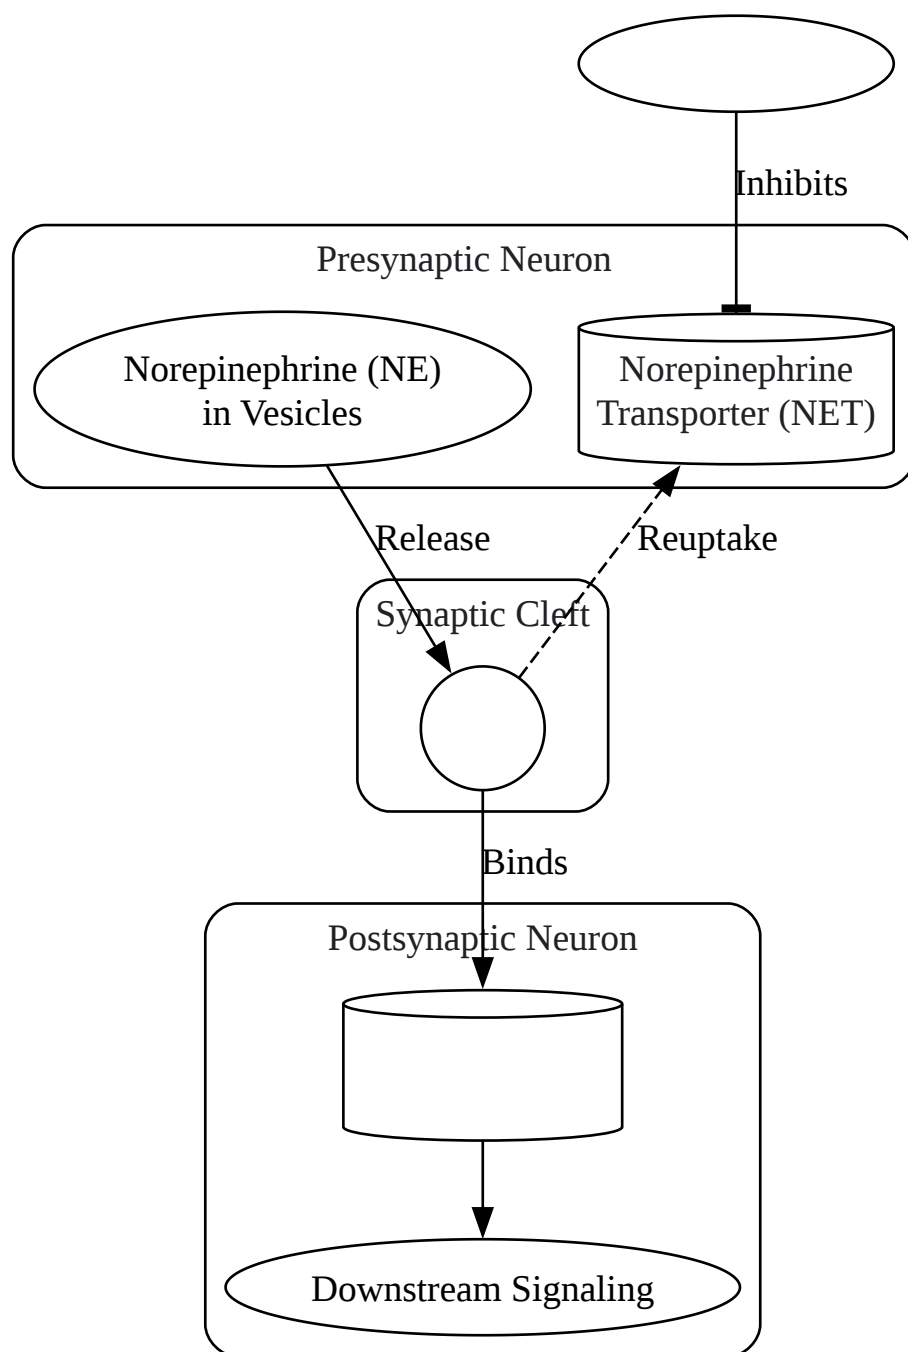 Inhibits
Presynaptic Neuron
Norepinephrine (NE)
in Vesicles
Norepinephrine
Transporter (NET)
Release
Reuptake
Synaptic Cleft
Binds
Postsynaptic Neuron
Downstream Signaling